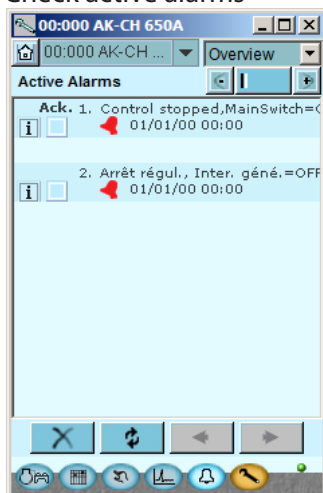 Check active alarms
00:000 AK-CH 650A
00:000 AK-CH ... Overview
Active Alarms
Ack. 1. Control stopped,MainSwitch=
01/01/00 00:00
2. Arrêt régul., Inter. géné.=OFF
01/01/00 00:00